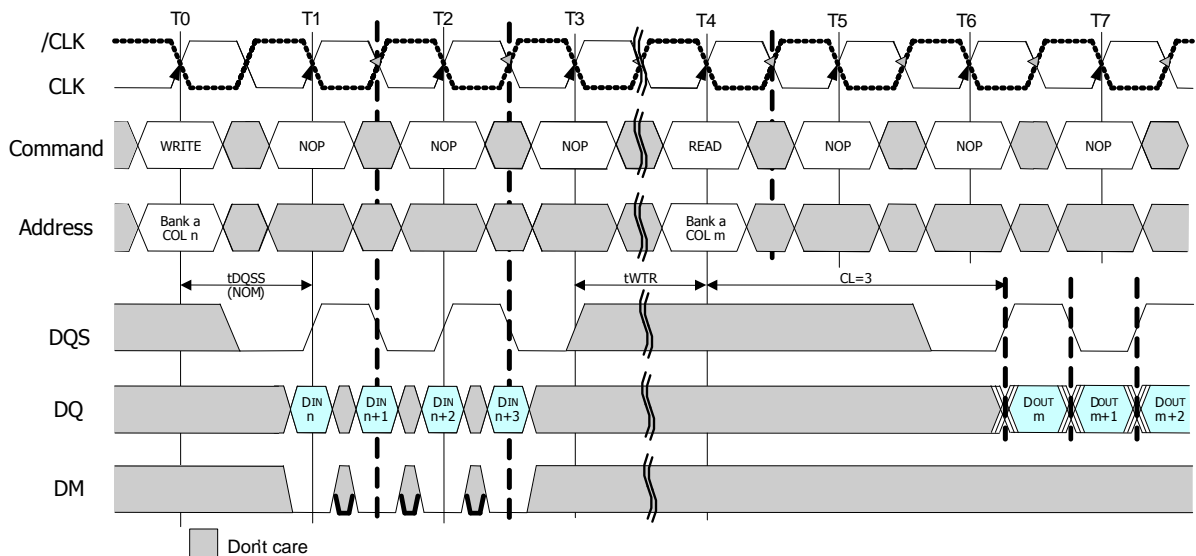 T0 T1 T2 T3 T4 T5 T6 T7
/CLK
CLK
Command WRITE NOP NOP NOP READ NOP NOP NOP
Address Bank a COL n Bank a COL m
tDQSS
(NOM)
tWTR CL=3
DQS
DQ DIN n DIN n+1 DIN n+2 DIN n+3 DOUT m DOUT m+1 DOUT m+2
DM
Don't care